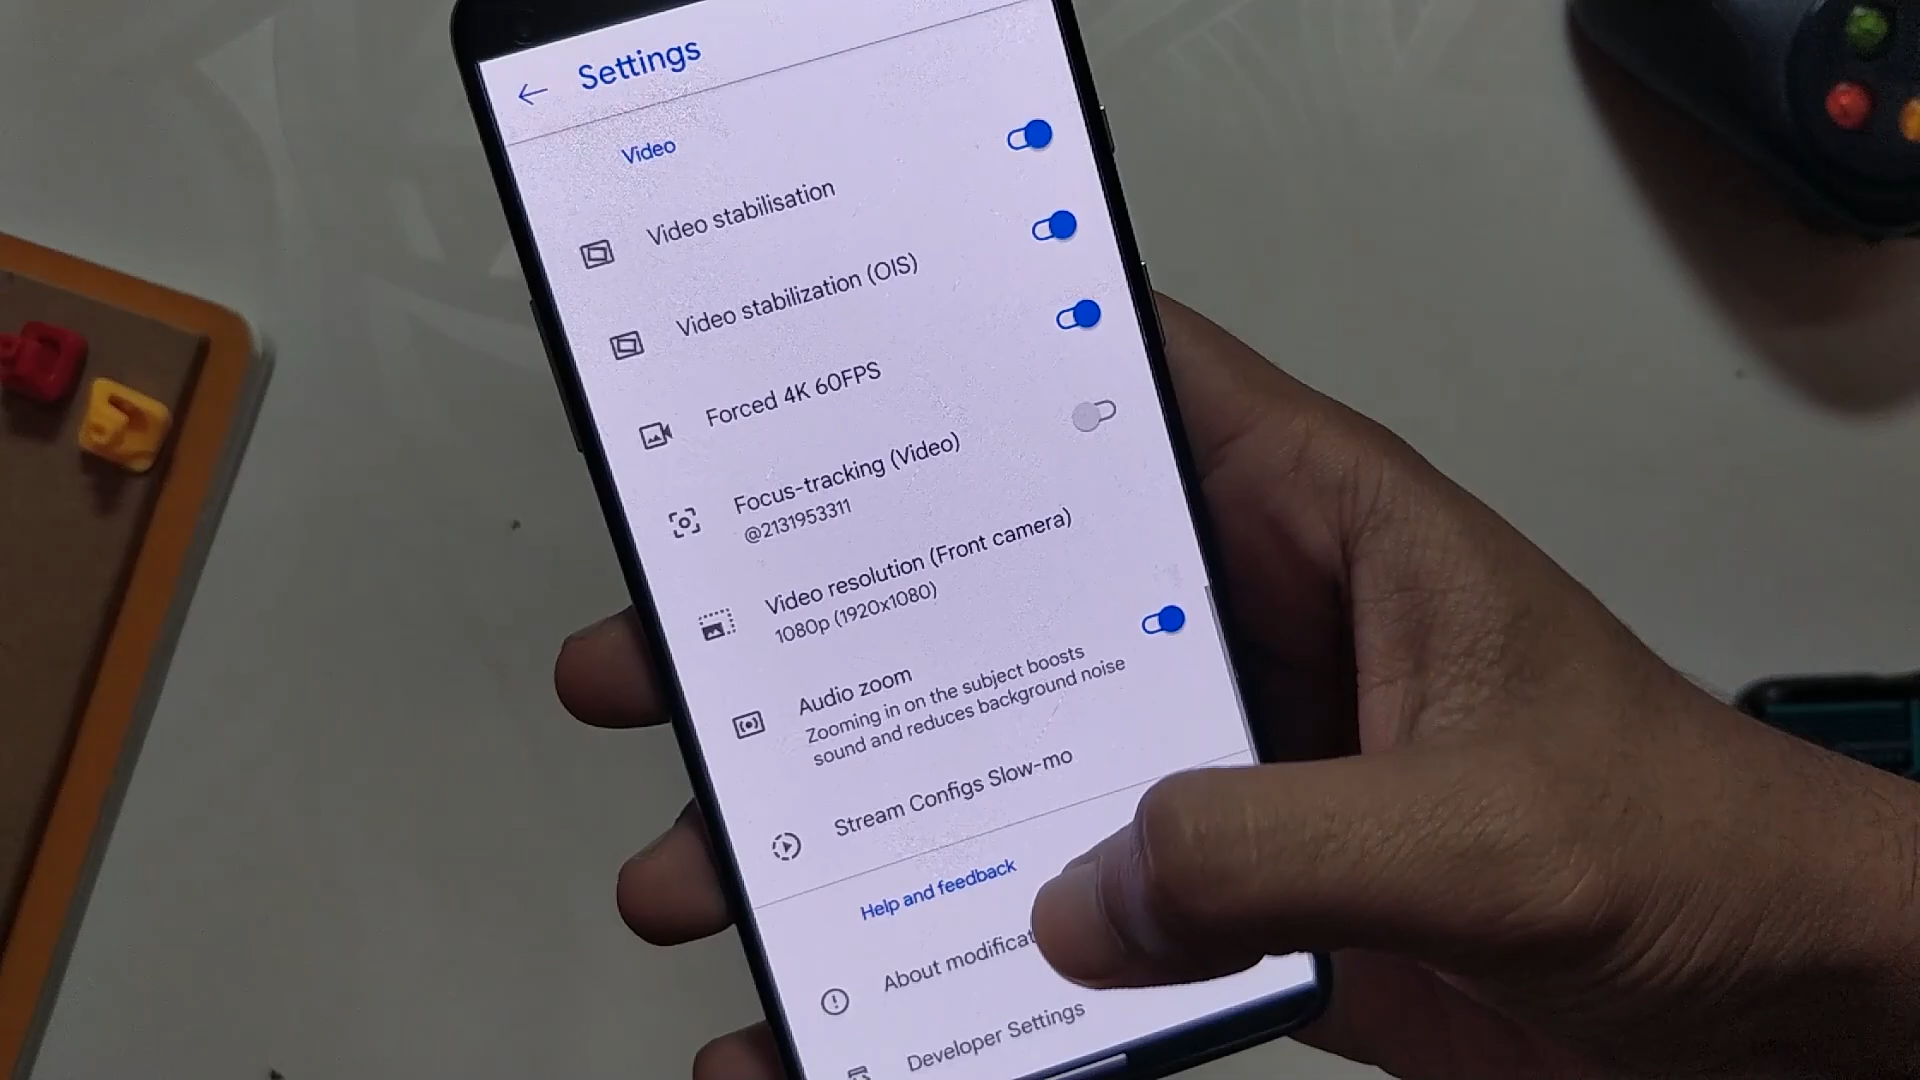 Settings
Video
Video stabilisation
Video stabilization (OIS)
Forced 4K 60FPS
Focus-tracking (Video)
@2131953311
Video resolution (Front camera)
1080p (1920x1080)
Audio zoom
Zooming in on the subject boosts
sound and reduces background noise
Stream Configs Slow-mo
Help and feedback
About modificat
Developer Settings